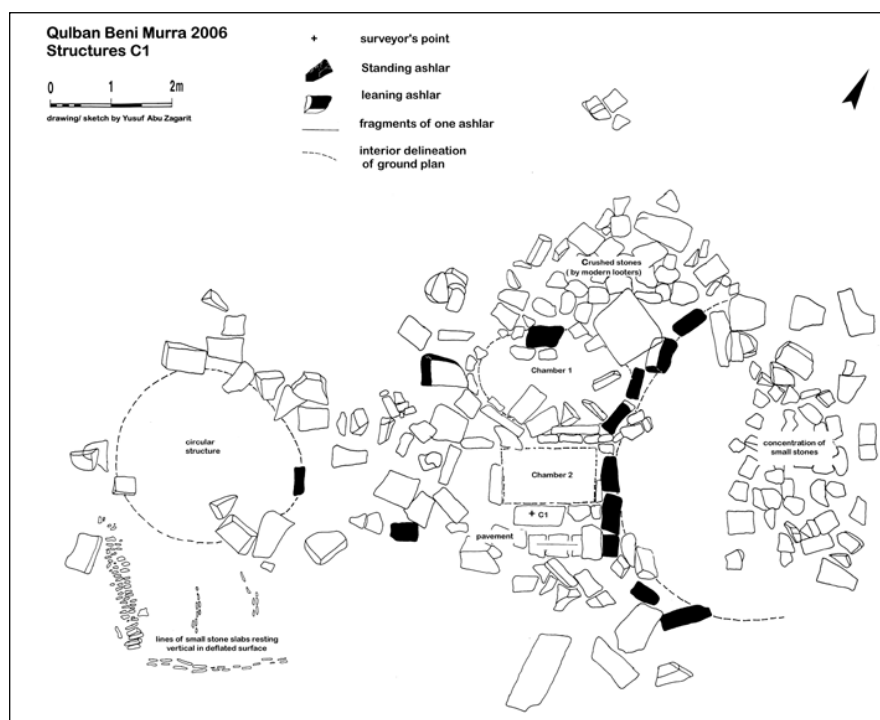 Qulban Beni Murra 2006
Structures C1
0 1 2m
drawing/ sketch by Yusuf Abu Zagarit
+ surveyor's point
Standing ashlar
leaning ashlar
fragments of one ashlar
interior delineation
of ground plan
Crushed stones
( by modern looters)
Chamber 1
circular
structure
concentration of
small stones
Chamber 2
+ C1
pavement
lines of small stone slabs resting
vertical in deflated surface